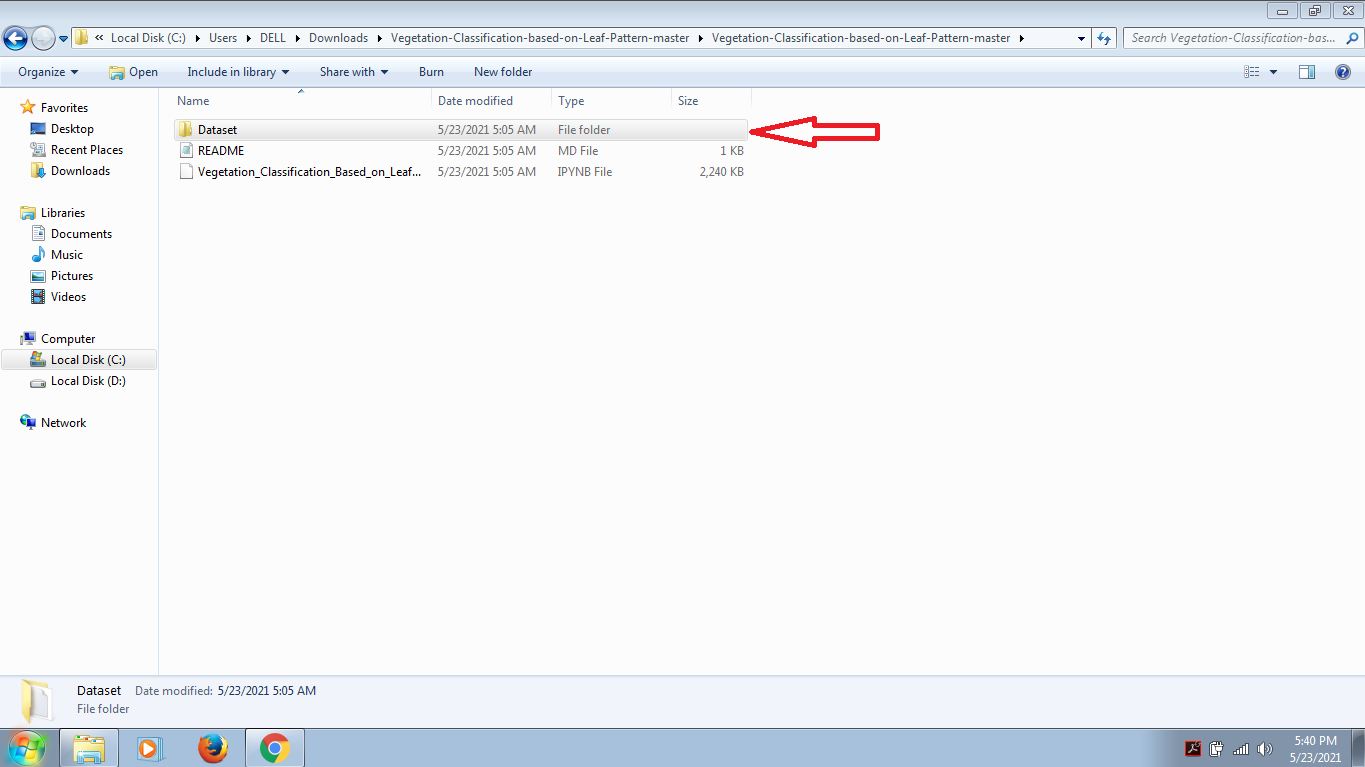 « Local Disk (C:) Users DELL Downloads Vegetation-Classification-based-on-Leaf-Pattern-master Vegetation-Classification-based-on-Leaf-Pattern-master Search Vegetation-Classification-bas...
Organize Open Include in library Share with Burn New folder
Favorites
Desktop
Recent Places
Downloads
Libraries
Documents
Music
Pictures
Videos
Computer
Local Disk (C:)
Local Disk (D:)
Network
Name Date modified Type Size
Dataset 5/23/2021 5:05 AM File folder
README 5/23/2021 5:05 AM MD File 1 KB
Vegetation_Classification_Based_on_Leaf... 5/23/2021 5:05 AM IPYNB File 2,240 KB
Dataset Date modified: 5/23/2021 5:05 AM
File folder
5:40 PM
5/23/2021